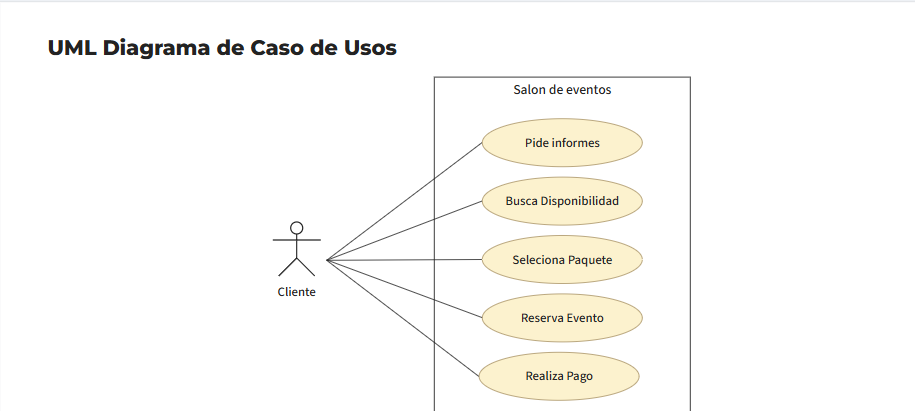 UML Diagrama de Caso de Usos
Salon de eventos
Pide informes
Busca Disponibilidad
Seleciona Paquete
Cliente
Reserva Evento
Realiza Pago